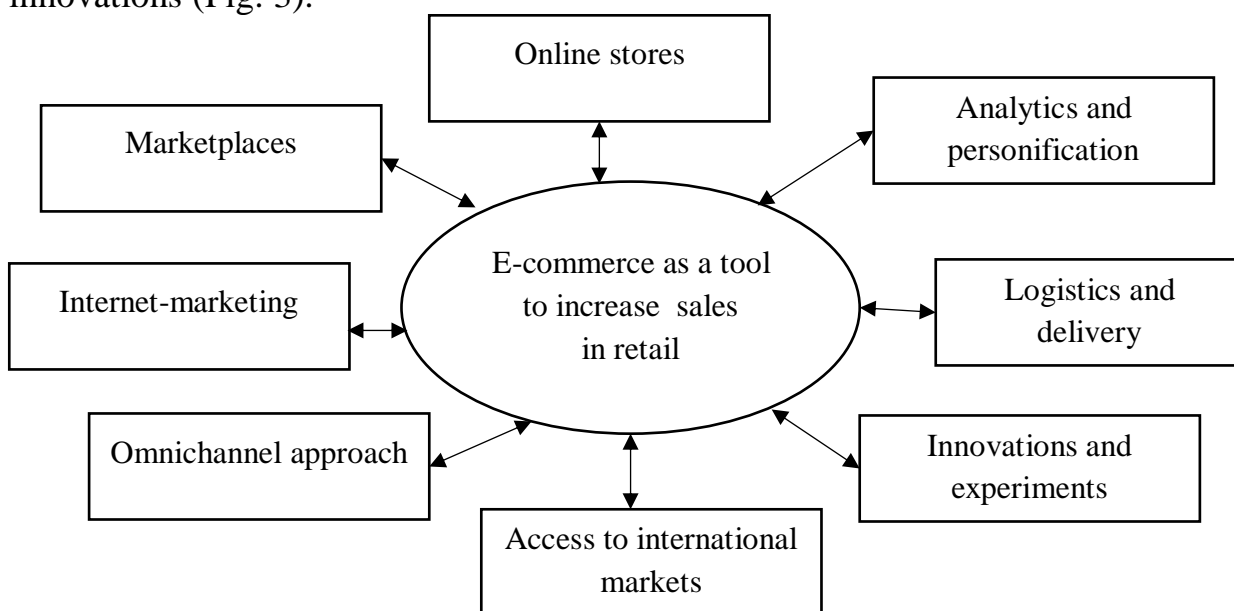 innovations (Fig. 3).
Online stores
Analytics and
personification
Marketplaces
E-commerce as a tool
to increase sales
in retail
Internet-marketing
Logistics and
delivery
Omnichannel approach
Innovations and
experiments
Access to international
markets